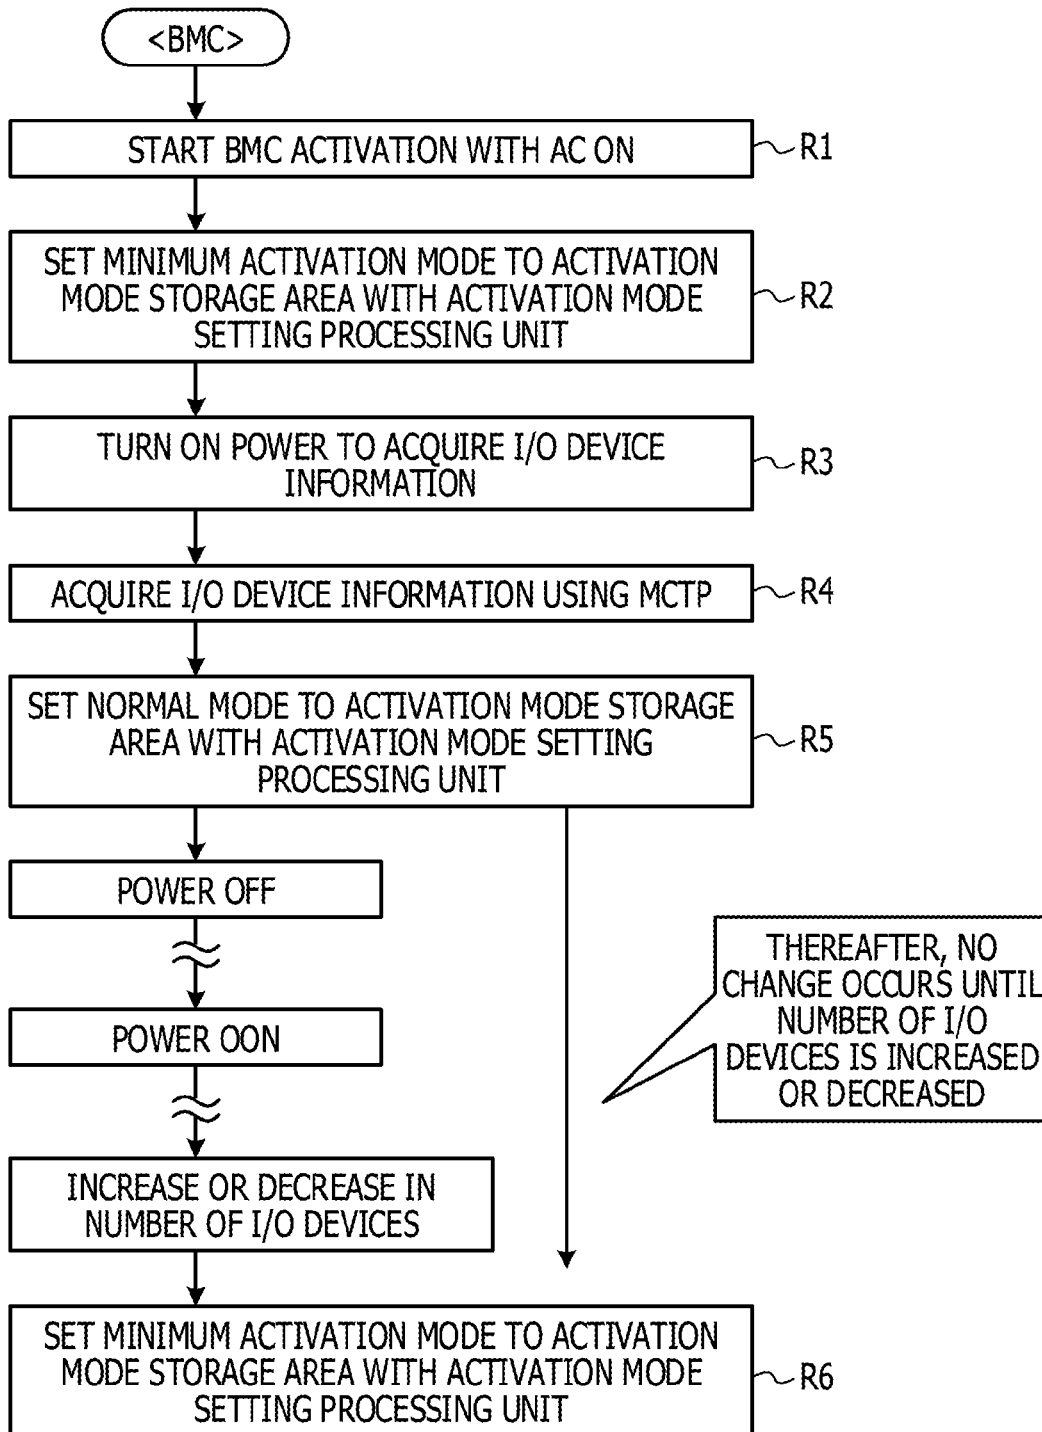 <BMC>
START BMC ACTIVATION WITH AC ON
R1
SET MINIMUM ACTIVATION MODE TO ACTIVATION
MODE STORAGE AREA WITH ACTIVATION MODE
SETTING PROCESSING UNIT
R2
TURN ON POWER TO ACQUIRE I/O DEVICE
INFORMATION
R3
ACQUIRE I/O DEVICE INFORMATION USING MCTP
R4
SET NORMAL MODE TO ACTIVATION MODE STORAGE
AREA WITH ACTIVATION MODE SETTING
PROCESSING UNIT
R5
POWER OFF
POWER OON
THEREAFTER, NO
CHANGE OCCURS UNTIL
NUMBER OF I/O
DEVICES IS INCREASED
OR DECREASED
INCREASE OR DECREASE IN
NUMBER OF I/O DEVICES
SET MINIMUM ACTIVATION MODE TO ACTIVATION
MODE STORAGE AREA WITH ACTIVATION MODE
SETTING PROCESSING UNIT
R6